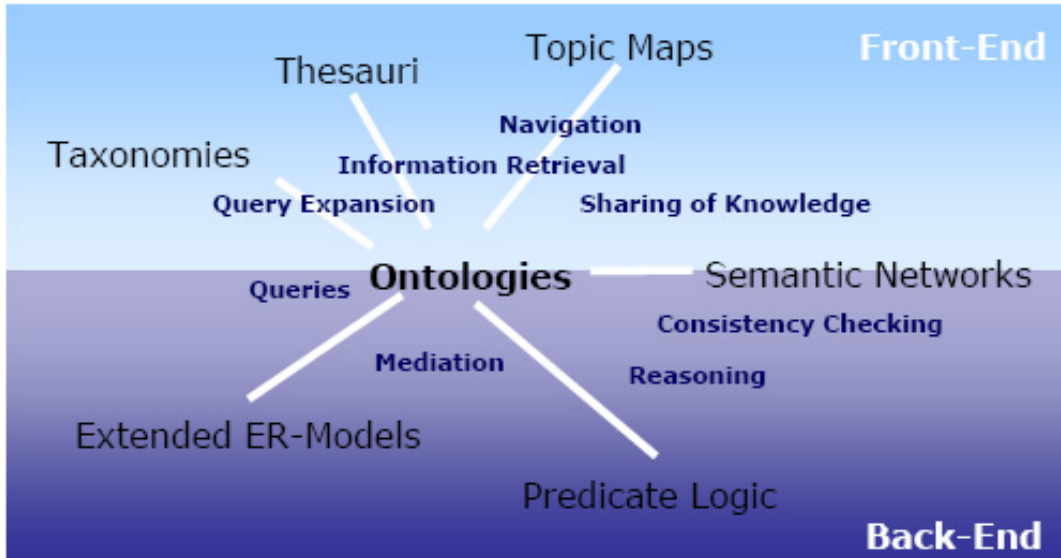 Topic Maps
Front-End
Thesauri
Navigation
Taxonomies
Information Retrieval
Query Expansion
Sharing of Knowledge
Ontologies
Semantic Networks
Queries
Consistency Checking
Mediation
Reasoning
Extended ER-Models
Predicate Logic
Back-End